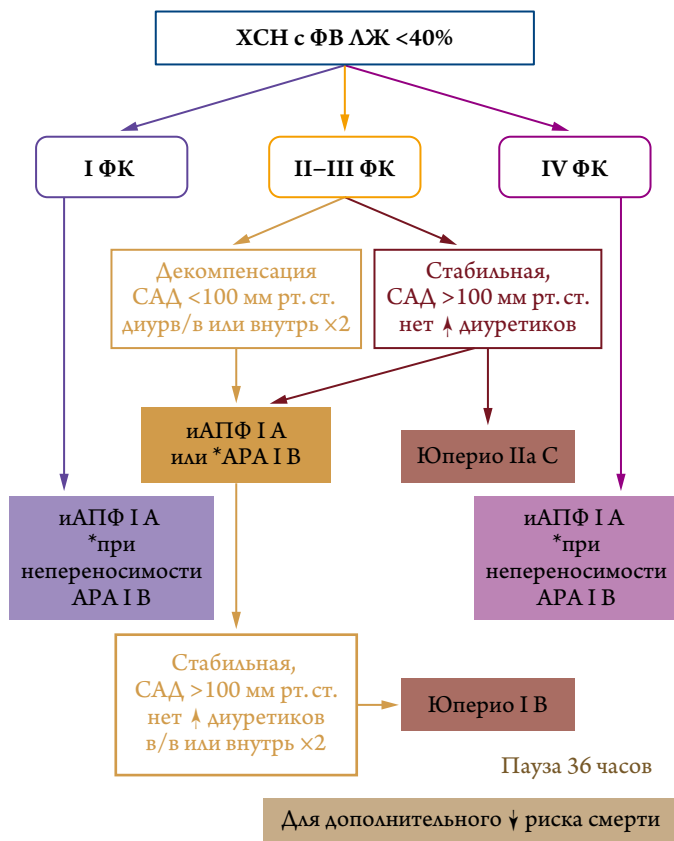 ХСН с ФВ ЛЖ <40%
I ФК
II–III ФК
IV ФК
Декомпенсация
САД <100 мм рт. ст.
диурв/в или внутрь ×2
Стабильная,
САД >100 мм рт. ст.
нет ↑ диуретиков
иАПФ I A
или *АРА I B
Юперио IIa C
иАПФ I A
*при
непереносимости
АРА I B
иАПФ I A
*при
непереносимости
АРА I B
Стабильная,
САД >100 мм рт. ст.
нет ↑ диуретиков
в/в или внутрь ×2
Юперио I B
Пауза 36 часов
Для дополнительного ↓ риска смерти